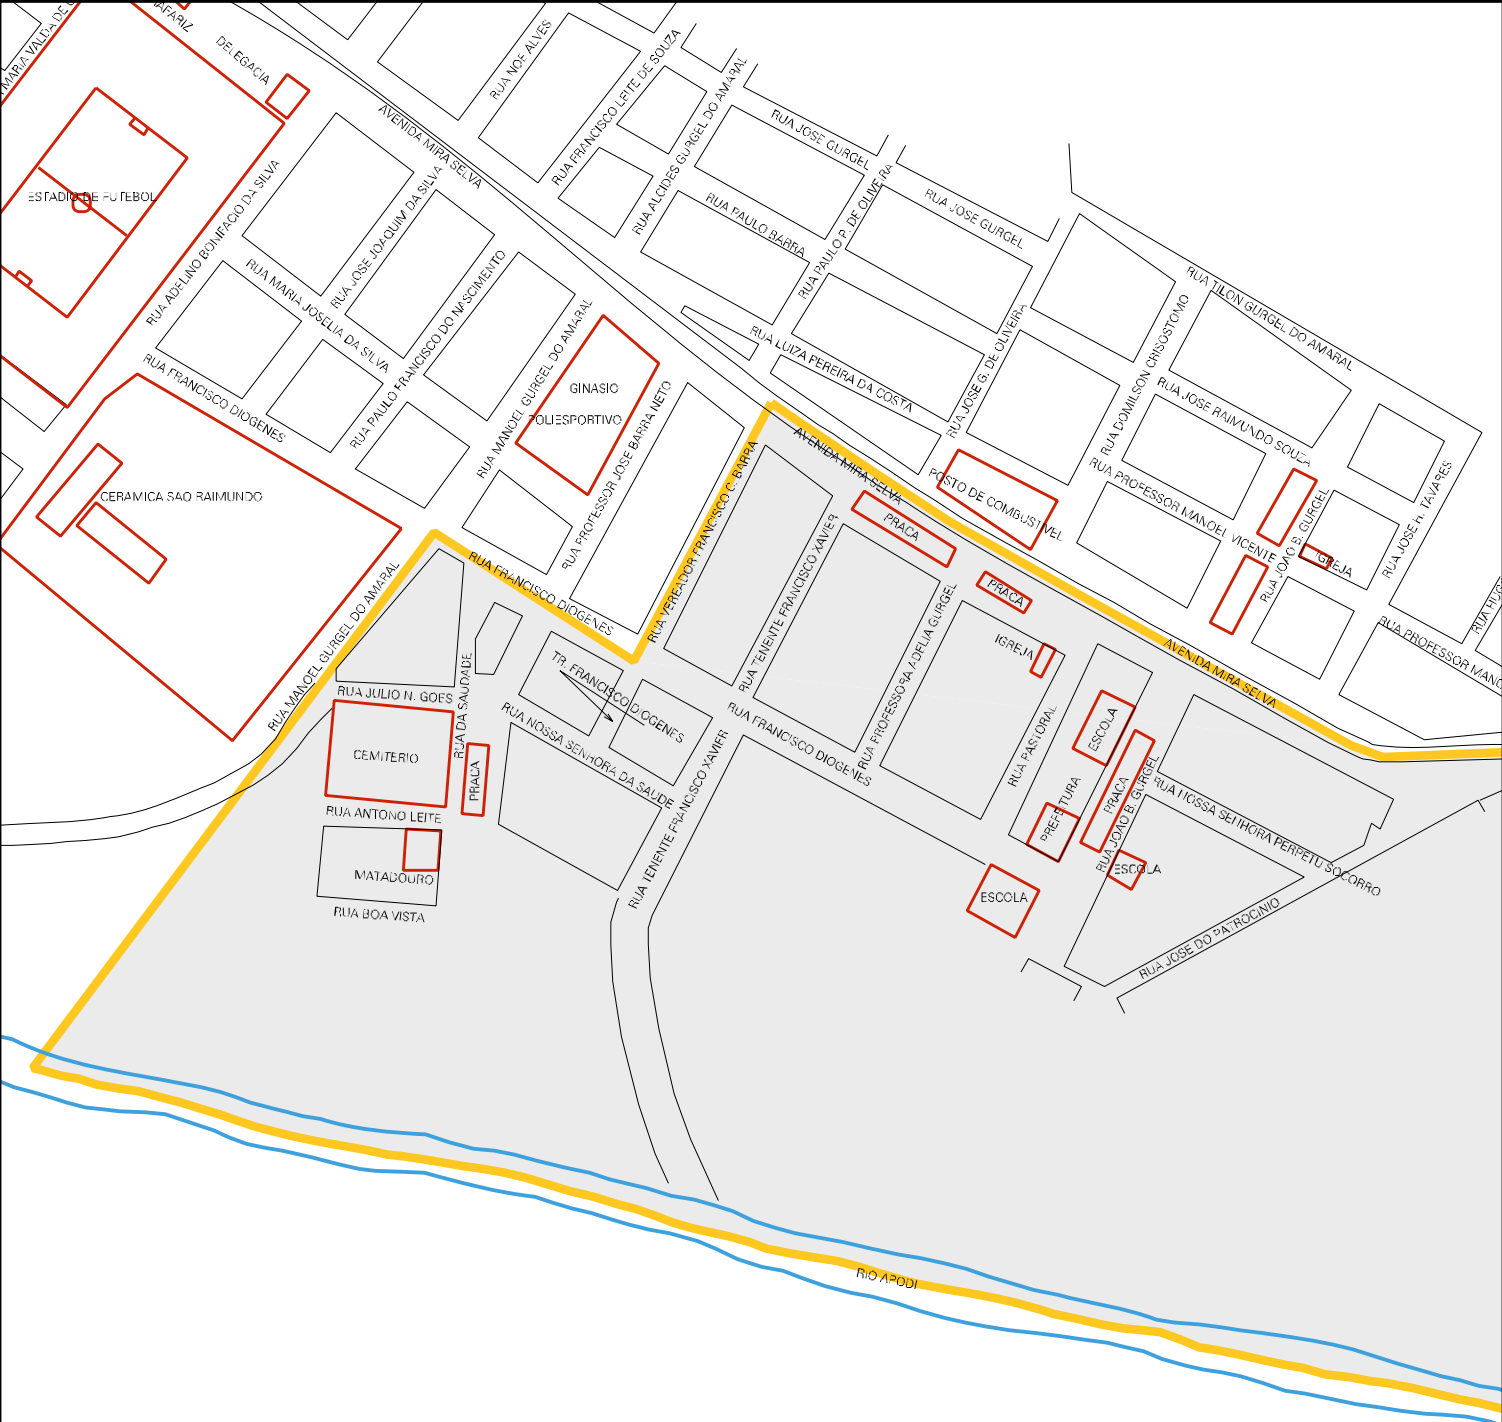 DELEGACIA
AVENIDA MIRA SELVA
RUA NOE ALVES
RUA FRANCISCO LEITE DE SOUZA
RUA ALCIDES GURGEL DO AMARAL
RUA JOSE GURGEL
RUA JOSE GURGEL
RUA PAULO BARRA
RUA PAULO P. DE OLIVEIRA
ESTADIO DE FUTEBOL
RUA ADELINO BONIFACIO DA SILVA
RUA JOSE JOAQUIM DA SILVA
RUA MARIA JOSELIA DA SILVA
RUA PAULO FRANCISCO DO NASCIMENTO
RUA FRANCISCO DIOGENES
RUA MANOEL GURGEL DO AMARAL
GINASIO
POLIESPORTIVO
RUA PROFESSOR JOSE BARRA NETO
RUA LUIZA PEREIRA DA COSTA
RUA JOSE G. DE OLIVEIRA
RUA TILON GURGEL DO AMARAL
RUA DOMILSON CRISOSTOMO
RUA JOSE RAIMUNDO SOUZA
RUA PROFESSOR MANOEL VICENTE
RUA JOAO B. GURGEL
RUA JOSE H. TAVARES
IGREJA
RUA PROFESSOR MANO
RUA HUG
CERAMICA SAO RAIMUNDO
POSTO DE COMBUSTIVEL
AVENIDA MIRA SELVA
PRACA
PRACA
IGREJA
AVENIDA MIRA SELVA
RUA VEREADOR FRANCISCO C. BARRA
RUA TENENTE FRANCISCO XAVIER
RUA PROFESSORA ADELIA GURGEL
RUA FRANCISCO DIOGENES
RUA MANOEL GURGEL DO AMARAL
RUA JULIO N. GOES
RUA DA SAUDADE
TR. FRANCISCO DIOGENES
RUA NOSSA SENHORA DA SAUDE
RUA FRANCISCO DIOGENES
RUA PASTORAL
ESCOLA
PRACA
PREFEITURA
RUA JOAO B. GURGEL
RUA NOSSA SENHORA PERPETU SOCORRO
ESCOLA
ESCOLA
RUA JOSE DO PATROCINIO
CEMITERIO
PRACA
RUA ANTONO LEITE
MATADOURO
RUA BOA VISTA
RUA TENENTE FRANCISCO XAVIER
RIO APODI